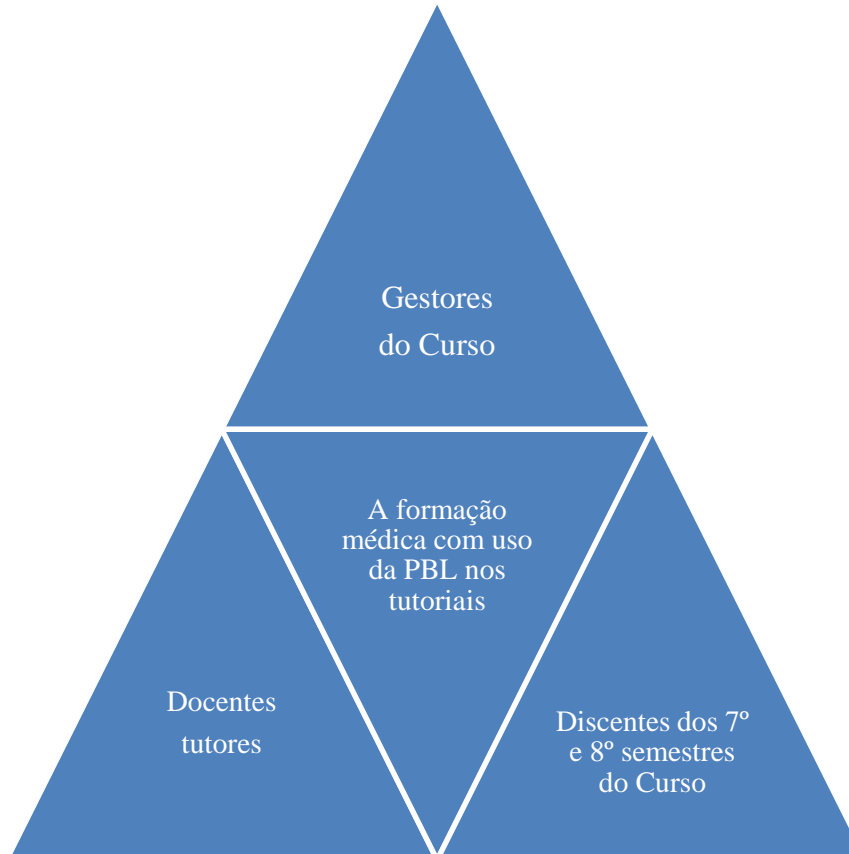 Gestores
do Curso
A formação
médica com uso
da PBL nos
tutoriais
Docentes
tutores
Discentes dos 7º
e 8º semestres
do Curso